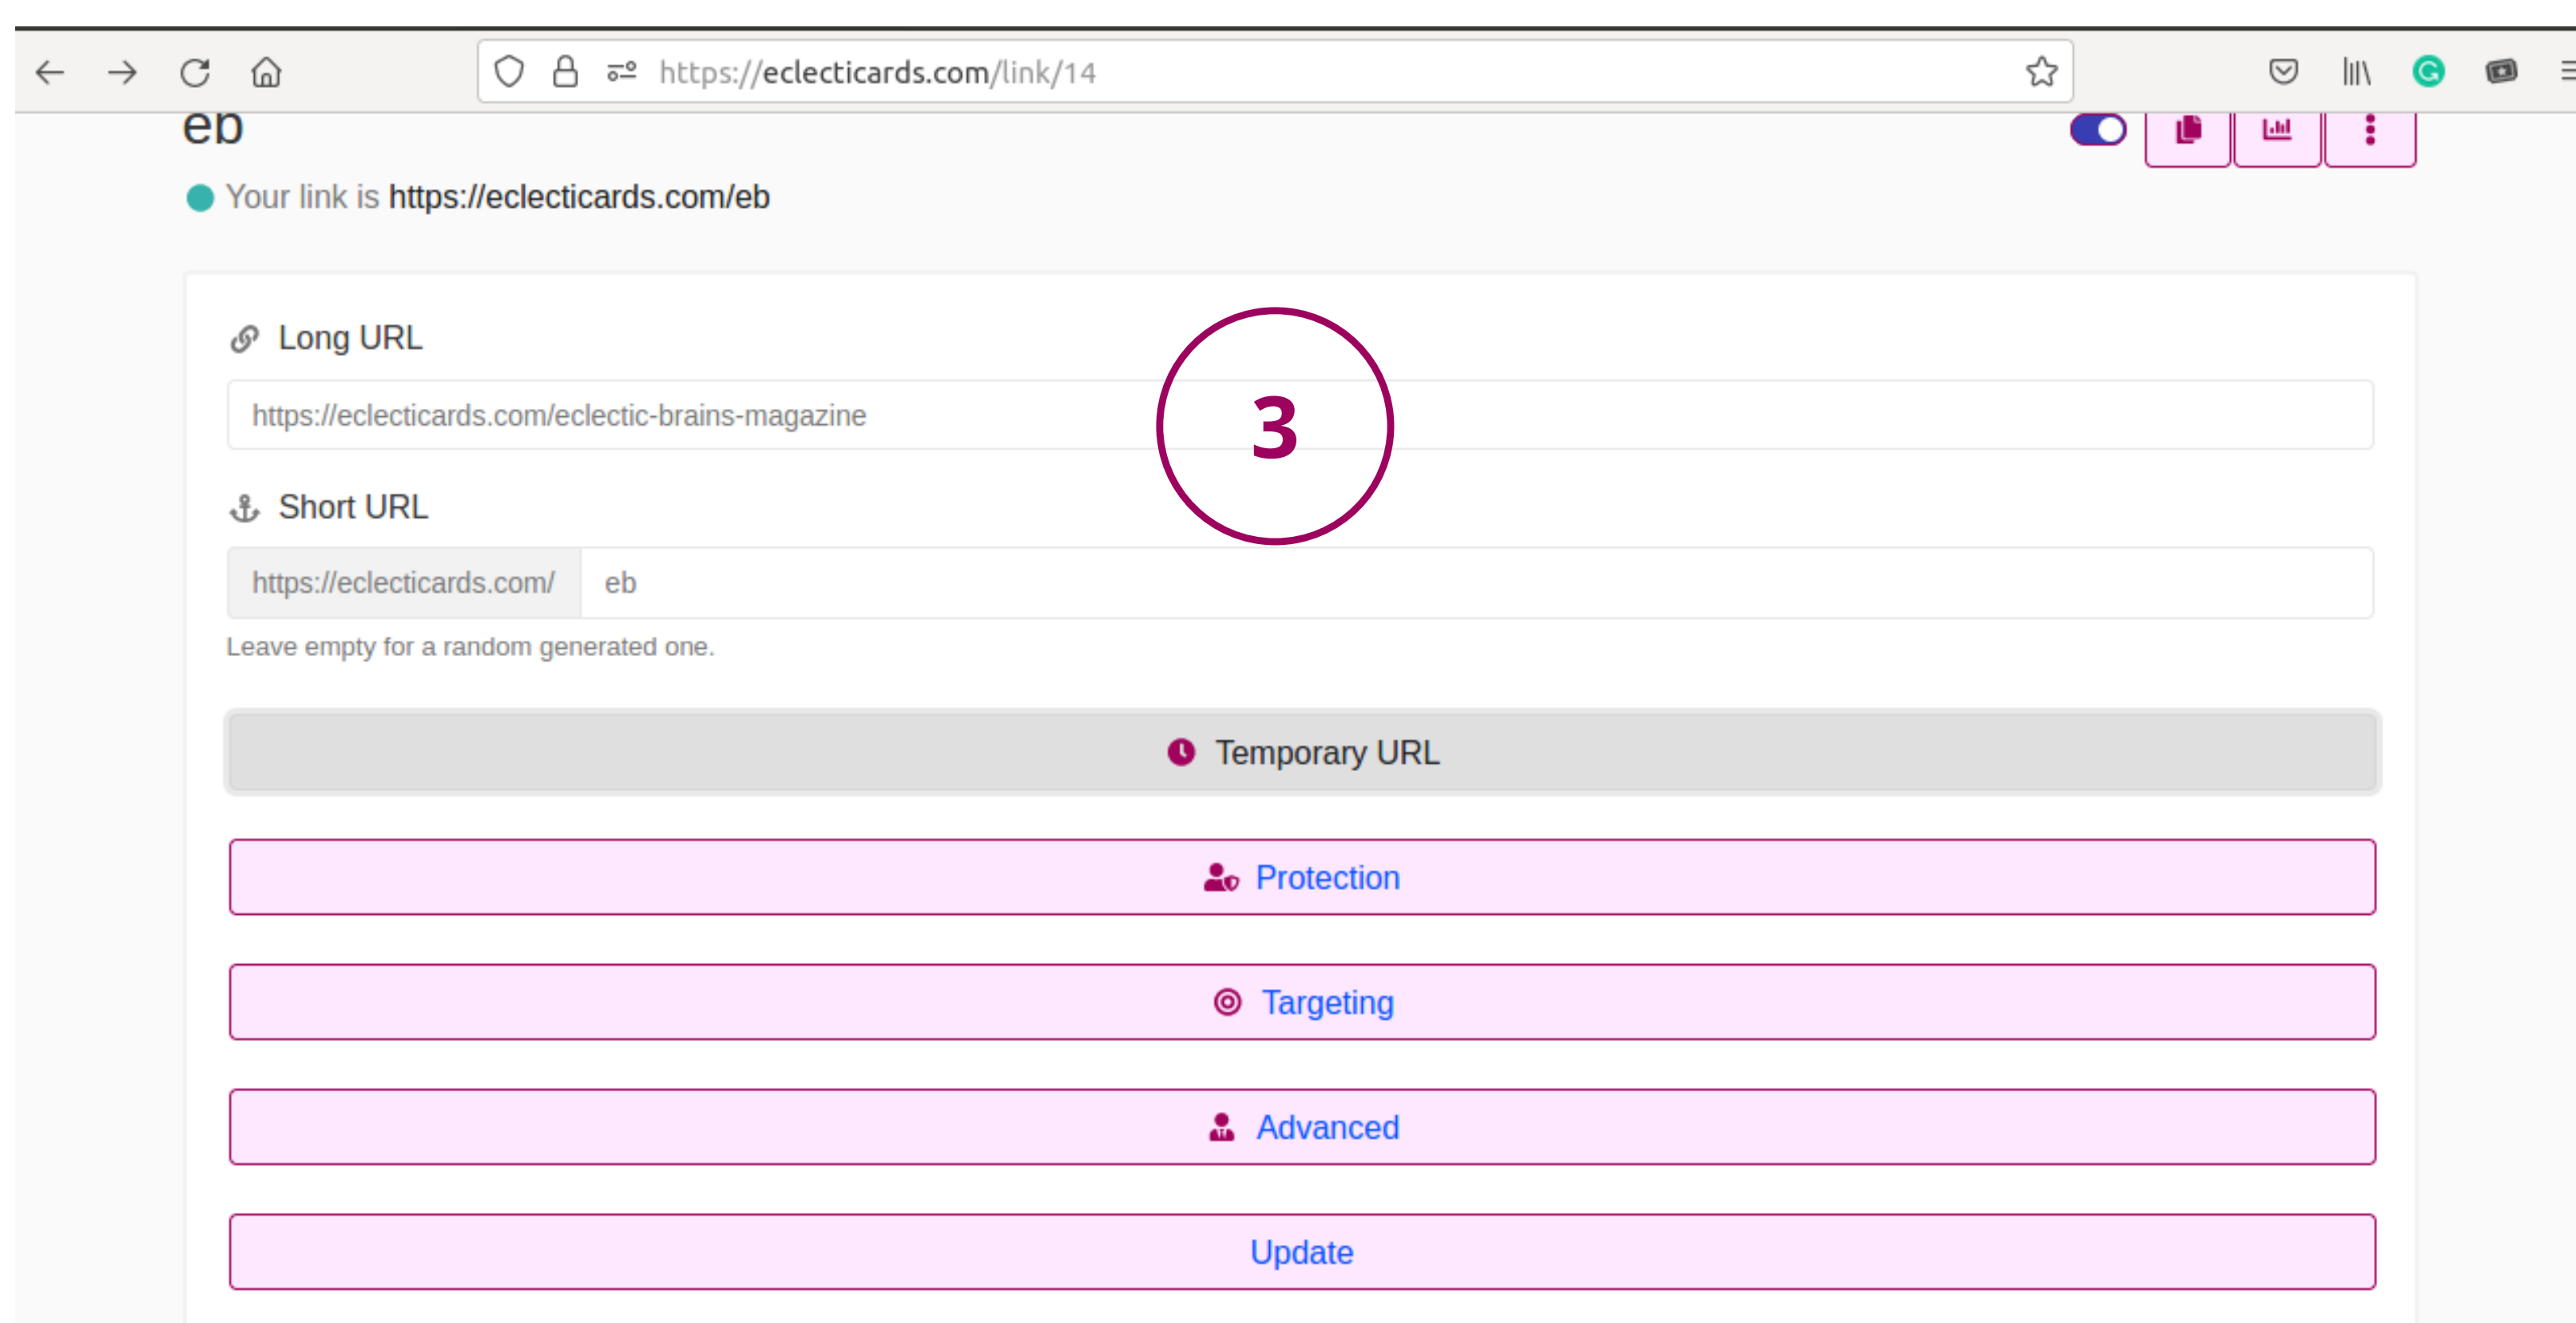 https://eclecticards.com/link/14
eb
Your link is https://eclecticards.com/eb
Long URL
https://eclecticards.com/eclectic-brains-magazine
3
Short URL
https://eclecticards.com/ eb
Leave empty for a random generated one.
Temporary URL
Protection
Targeting
Advanced
Update